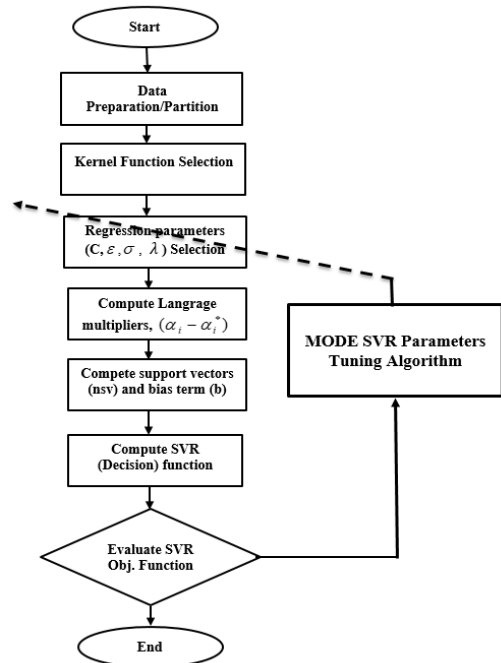 Start
Data
Preparation/Partition
Kernel Function Selection
Regression parameters
(C, ε, σ, λ) Selection
Compute Langrage
multipliers, (αᵢ − αᵢ*)
Compete support vectors
(nsv) and bias term (b)
Compute SVR
(Decision) function
Evaluate SVR
Obj. Function
End
MODE SVR Parameters
Tuning Algorithm